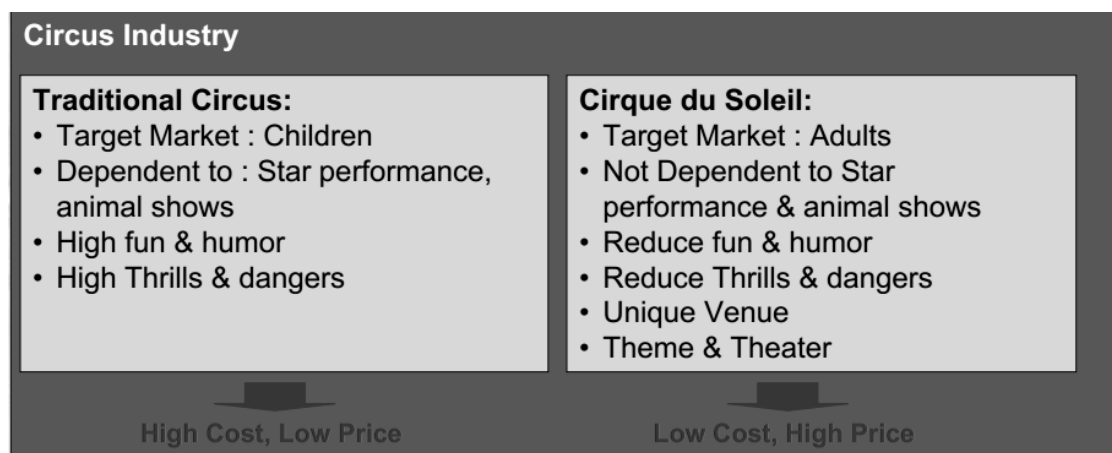 Circus Industry
Traditional Circus:
• Target Market : Children
• Dependent to : Star performance,
animal shows
• High fun & humor
• High Thrills & dangers
Cirque du Soleil:
• Target Market : Adults
• Not Dependent to Star
performance & animal shows
• Reduce fun & humor
• Reduce Thrills & dangers
• Unique Venue
• Theme & Theater
High Cost, Low Price
Low Cost, High Price